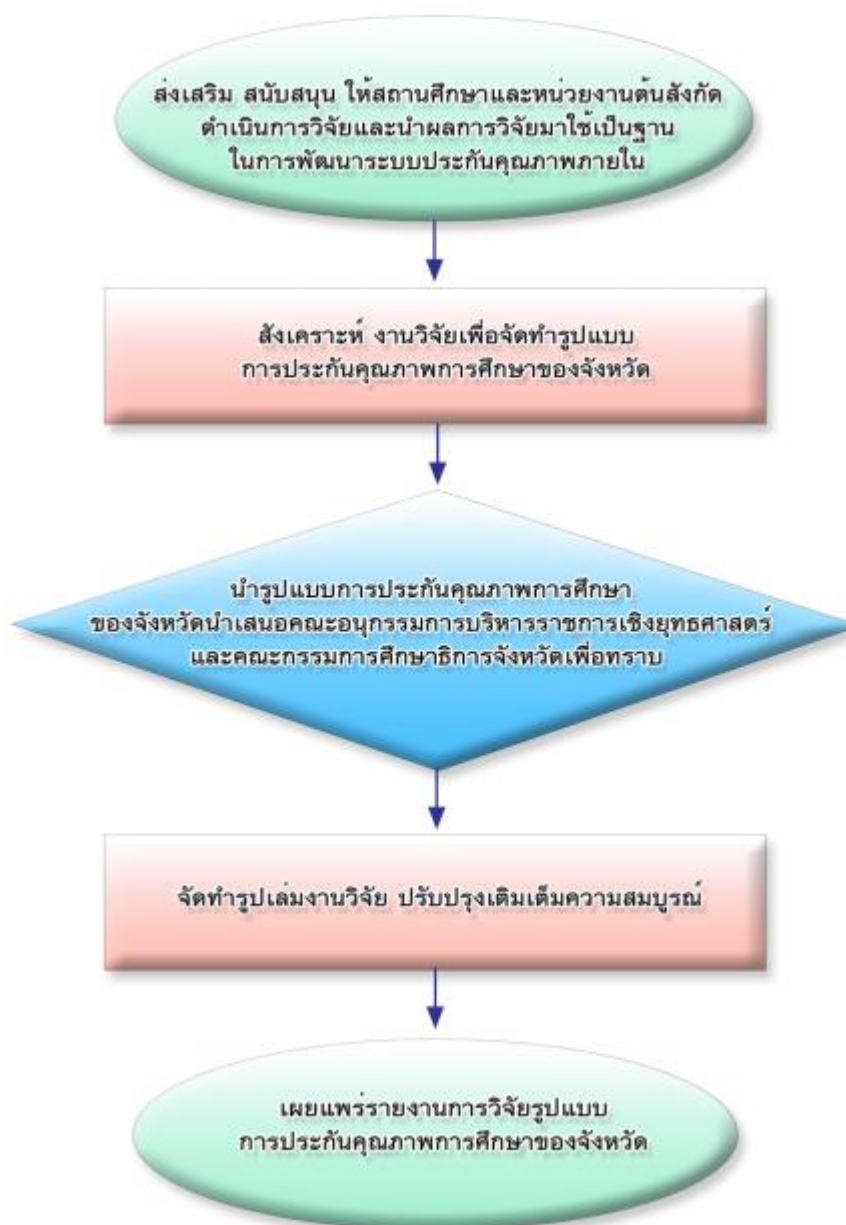 ส่งเสริม สนับสนุน ให้สถานศึกษาและหน่วยงานต้นสังกัด
ดำเนินการวิจัยและนำผลการวิจัยมาใช้เป็นฐาน
ในการพัฒนาระบบประกันคุณภาพภายใน
สังเคราะห์ งานวิจัยเพื่อจัดทำรูปแบบ
การประกันคุณภาพการศึกษาของจังหวัด
นำรูปแบบการประกันคุณภาพการศึกษา
ของจังหวัดนำเสนอคณะอนุกรรมการบริหารราชการเชิงยุทธศาสตร์
และคณะกรรมการศึกษาธิการจังหวัดเพื่อทราบ
จัดทำรูปเล่มงานวิจัย ปรับปรุงเติมเต็มความสมบูรณ์
เผยแพร่รายงานการวิจัยรูปแบบ
การประกันคุณภาพการศึกษาของจังหวัด